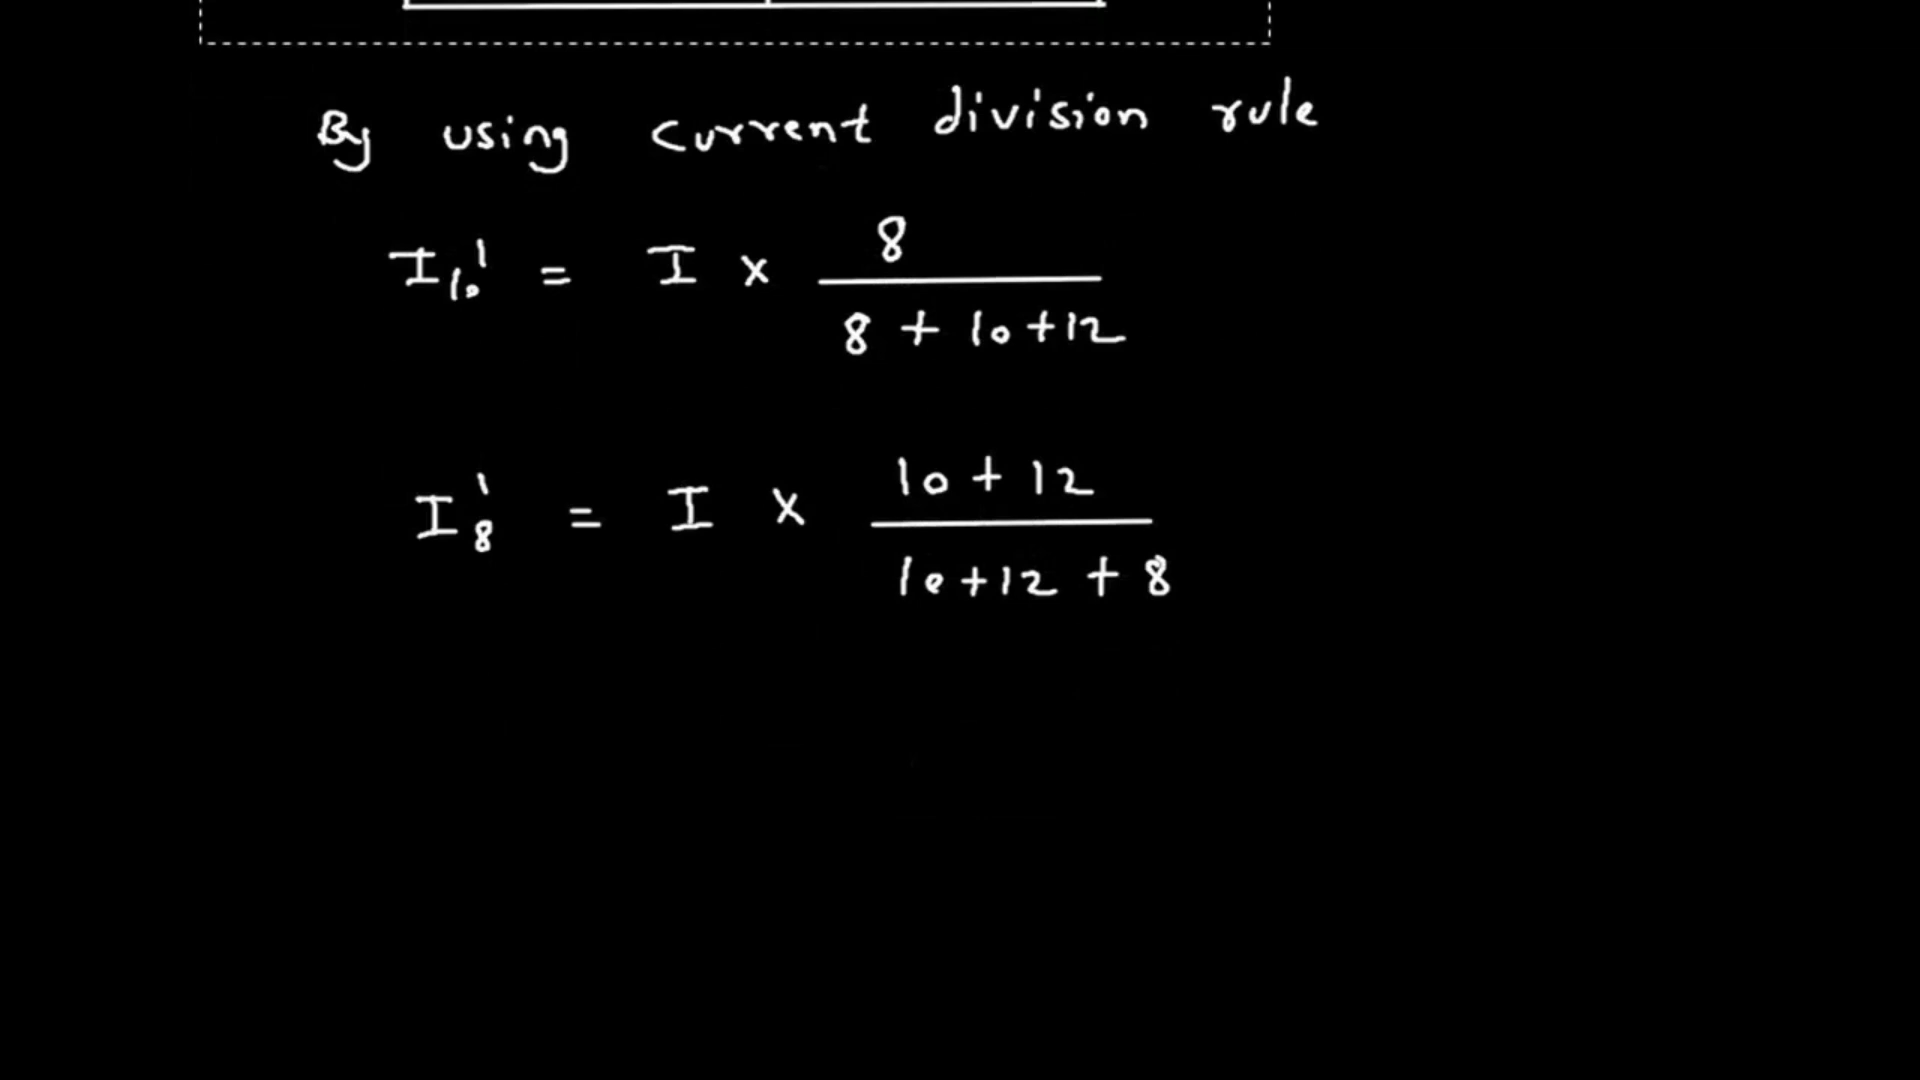 By using current division rule
I₁₀' = I × 8 / (8 + 10 + 12)
I₈' = I × (10 + 12) / (10 + 12 + 8)